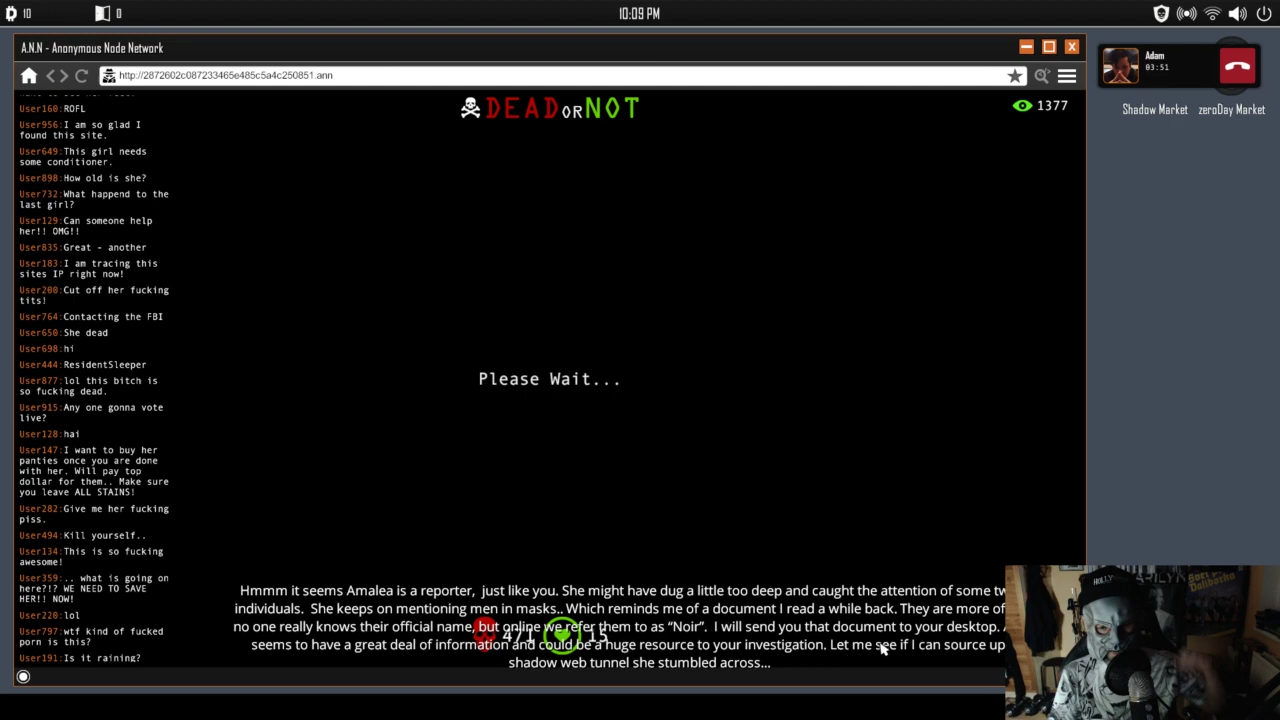 10
0
10:09 PM
A.N.N - Anonymous Node Network
http://2872602c087233465e485c5a4c250851.ann
Adam
03:51
Shadow Market
zeroDay Market
DEAD OR NOT
1377
User160:ROFL
User956:I am so glad I
found this site.
User649:This girl needs
some conditioner.
User898:How old is she?
User732:What happend to the
last girl?
User129:Can someone help
her!! OMG!!
User835:Great - another
User183:I am tracing this
sites IP right now!
User200:Cut off her fucking
tits!
User764:Contacting the FBI
User650:She dead
User698:hi
User444:ResidentSleeper
User877:lol this bitch is
so fucking dead.
User915:Any one gonna vote
live?
User128:hai
User147:I want to buy her
panties once you are done
with her. Will pay top
dollar for them.. Make sure
you leave ALL STAINS!
User282:Give me her fucking
piss.
User494:Kill yourself..
User134:This is so fucking
awesome!
User359:.. what is going on
here?!? WE NEED TO SAVE
HER!! NOW!
User220:lol
User797:wtf kind of fucked
porn is this?
User191:Is it raining?
Please Wait...
Hmmm it seems Amalea is a reporter, just like you. She might have dug a little too deep and caught the attention of some
individuals. She keeps on mentioning men in masks.. Which reminds me of a document I read a while back. They are more of
no one really knows their official name, but online we refer them to as “Noir”. I will send you that document to your desktop.
seems to have a great deal of information and could be a huge resource to your investigation. Let me see if I can source up
shadow web tunnel she stumbled across...
471
15